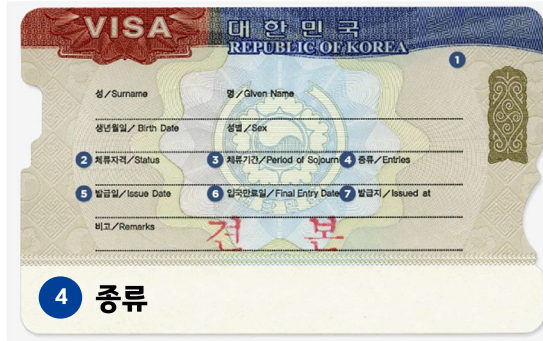 VISA 대한민국
REPUBLIC OF KOREA
1
성/Surname 명/Given Name
생년월일/Birth Date 성별/Sex
2 체류자격/Status 3 체류기간/Period of Sojourn 4 종류/Entries
5 발급일/Issue Date 6 입국만료일/Final Entry Date 7 발급지/Issued at
비고/Remarks 견 본
4 종류